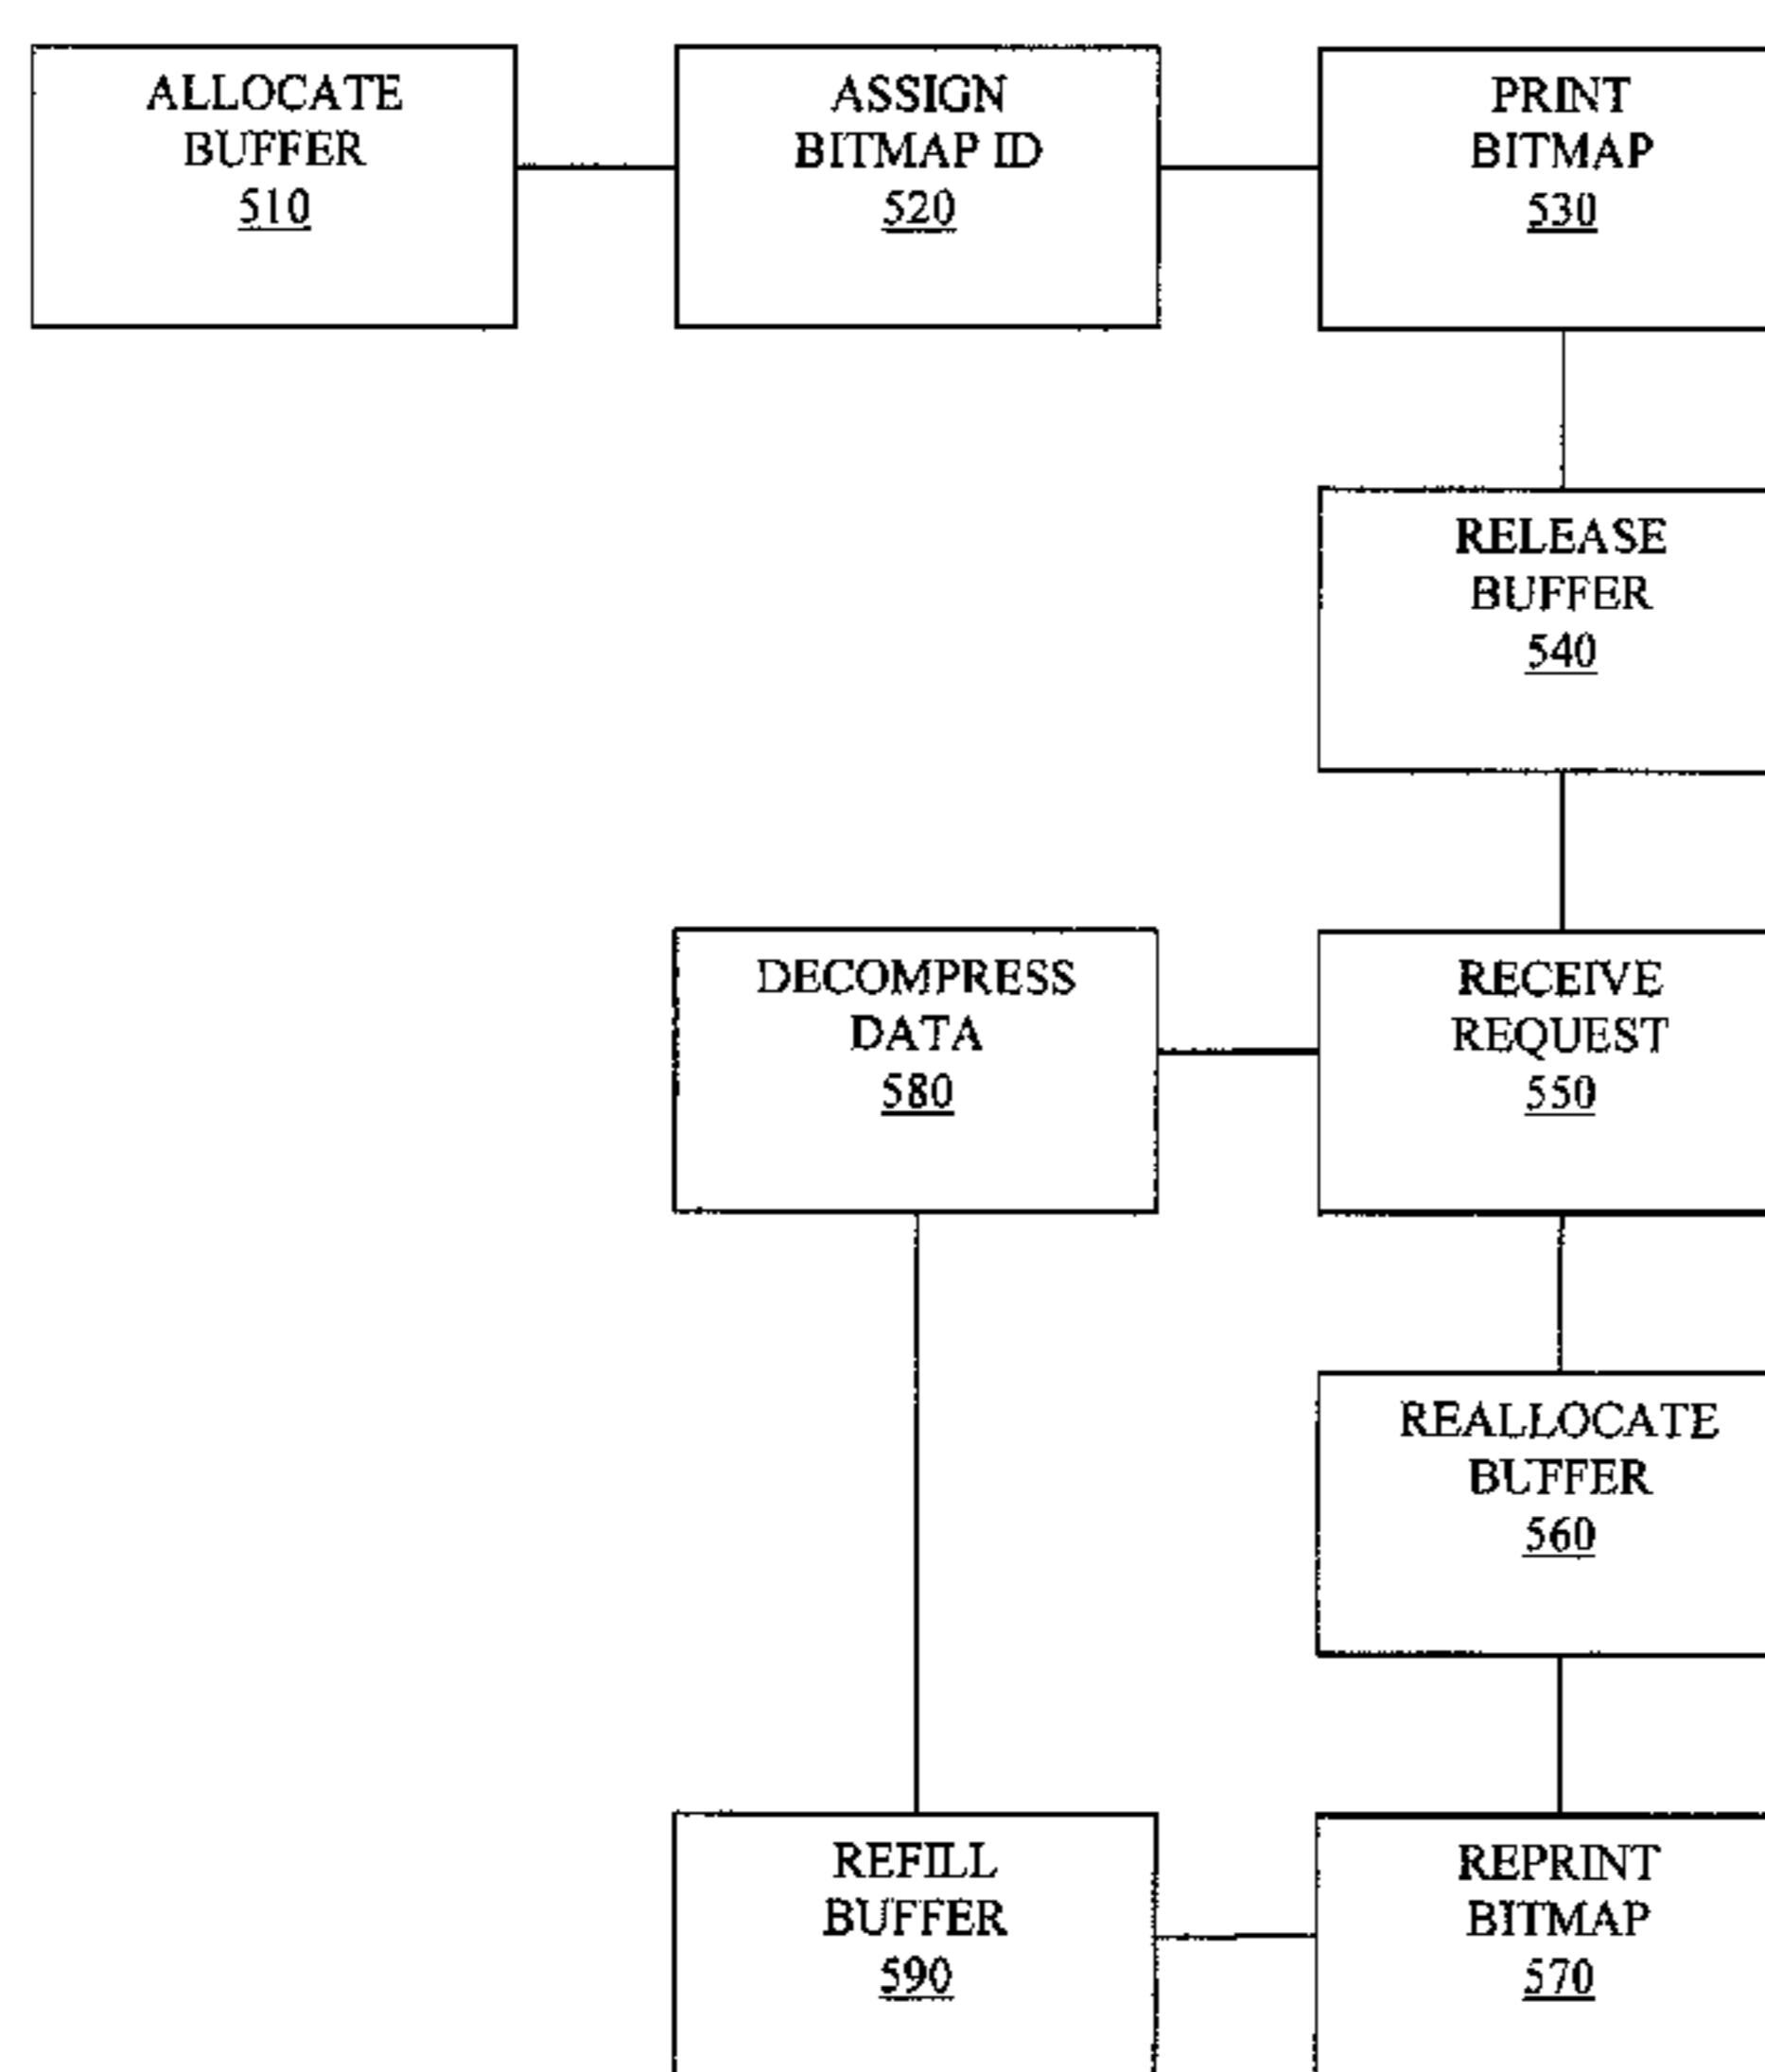 ALLOCATE
BUFFER
510
ASSIGN
BITMAP ID
520
PRINT
BITMAP
530
RELEASE
BUFFER
540
DECOMPRESS
DATA
580
RECEIVE
REQUEST
550
REALLOCATE
BUFFER
560
REFILL
BUFFER
590
REPRINT
BITMAP
570